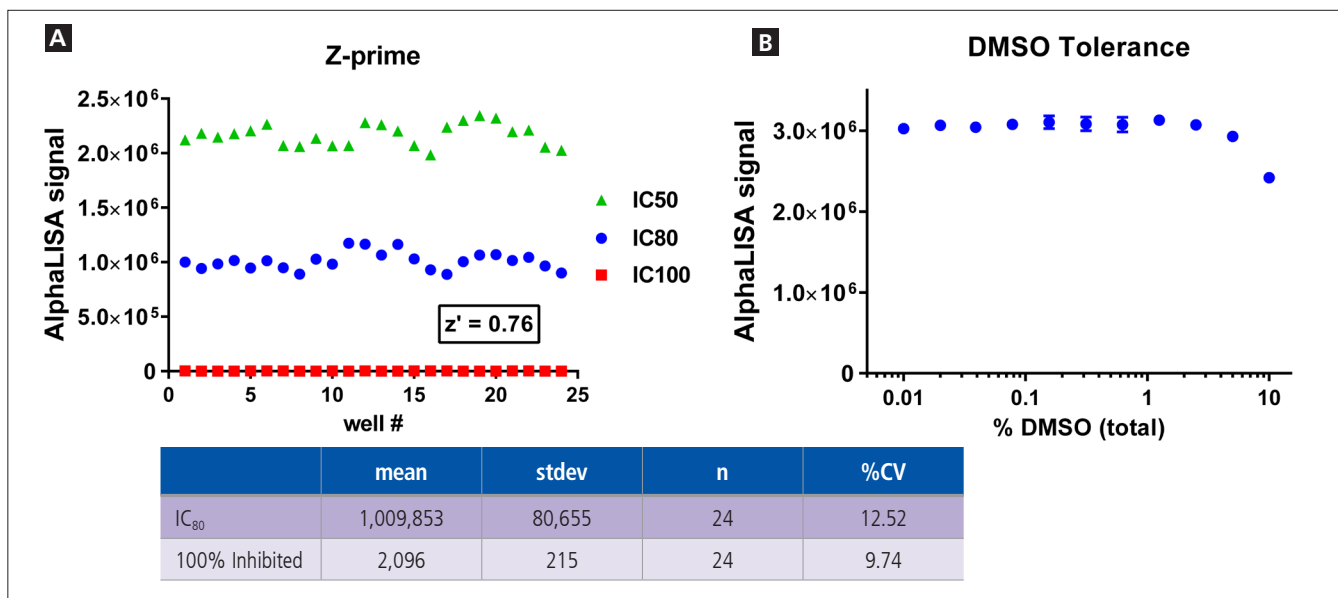 A
Z-prime
AlphaLISA signal
2.5×10⁶
2.0×10⁶
1.5×10⁶
1.0×10⁶
5.0×10⁵
0
0 5 10 15 20 25
well #
z' = 0.76
IC50
IC80
IC100
B
DMSO Tolerance
AlphaLISA signal
3.0×10⁶
2.0×10⁶
1.0×10⁶
0
0.01 0.1 1 10
% DMSO (total)
mean stdev n %CV
IC₈₀ 1,009,853 80,655 24 12.52
100% Inhibited 2,096 215 24 9.74